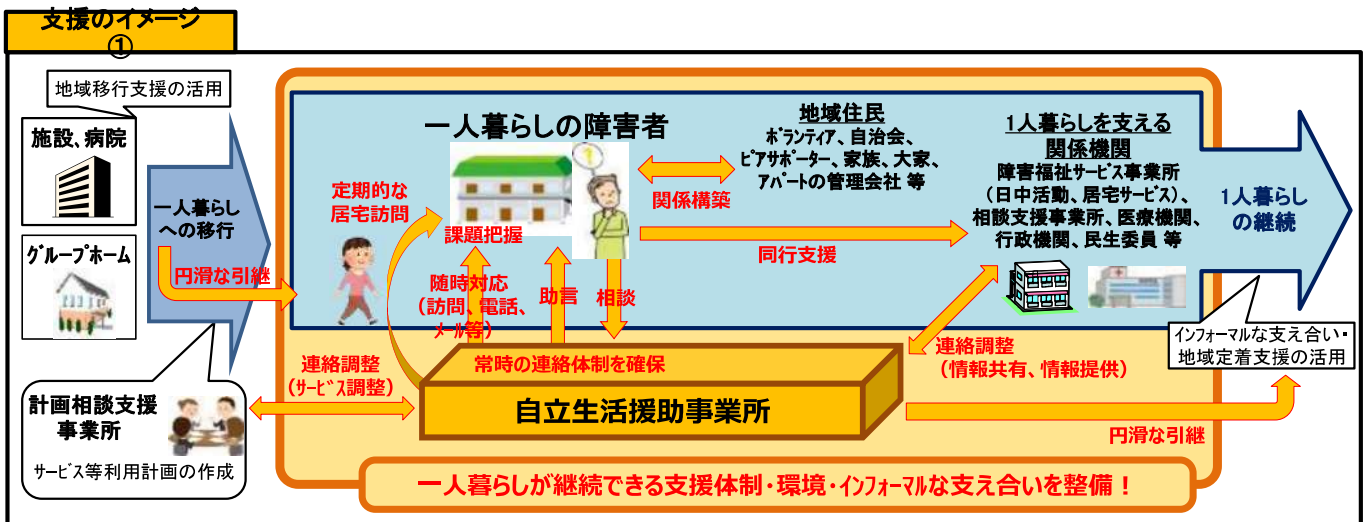 支援のイメージ
①
地域移行支援の活用
施設、病院
グループホーム
一人暮らし
への移行
円滑な引継
計画相談支援
事業所
サービス等利用計画の作成
一人暮らしの障害者
定期的な
居宅訪問
課題把握
随時対応
(訪問、電話、
メール等)
助言
相談
関係構築
地域住民
ボランティア、自治会、
ピアサポーター、家族、大家、
アパートの管理会社 等
同行支援
1人暮らしを支える
関係機関
障害福祉サービス事業所
(日中活動、居宅サービス)、
相談支援事業所、医療機関、
行政機関、民生委員 等
1人暮らし
の継続
連絡調整
(サービス調整)
常時の連絡体制を確保
自立生活援助事業所
連絡調整
(情報共有、情報提供)
インフォーマルな支え合い・
地域定着支援の活用
円滑な引継
一人暮らしが継続できる支援体制・環境・インフォーマルな支え合いを整備!